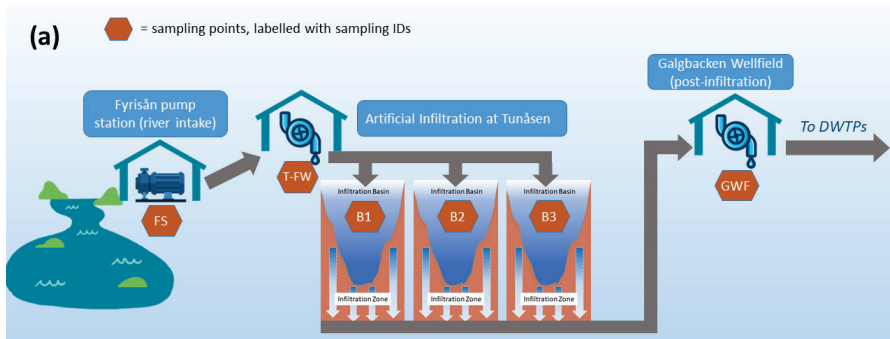 (a)
= sampling points, labelled with sampling IDs
Fyrisån pump
station (river intake)
FS
T-FW
Artificial Infiltration at Tunåsen
Infiltration Basin
B1
Infiltration Zone
Infiltration Basin
B2
Infiltration Zone
Infiltration Basin
B3
Infiltration Zone
Galgbacken Wellfield
(post-infiltration)
GWF
To DWTPs